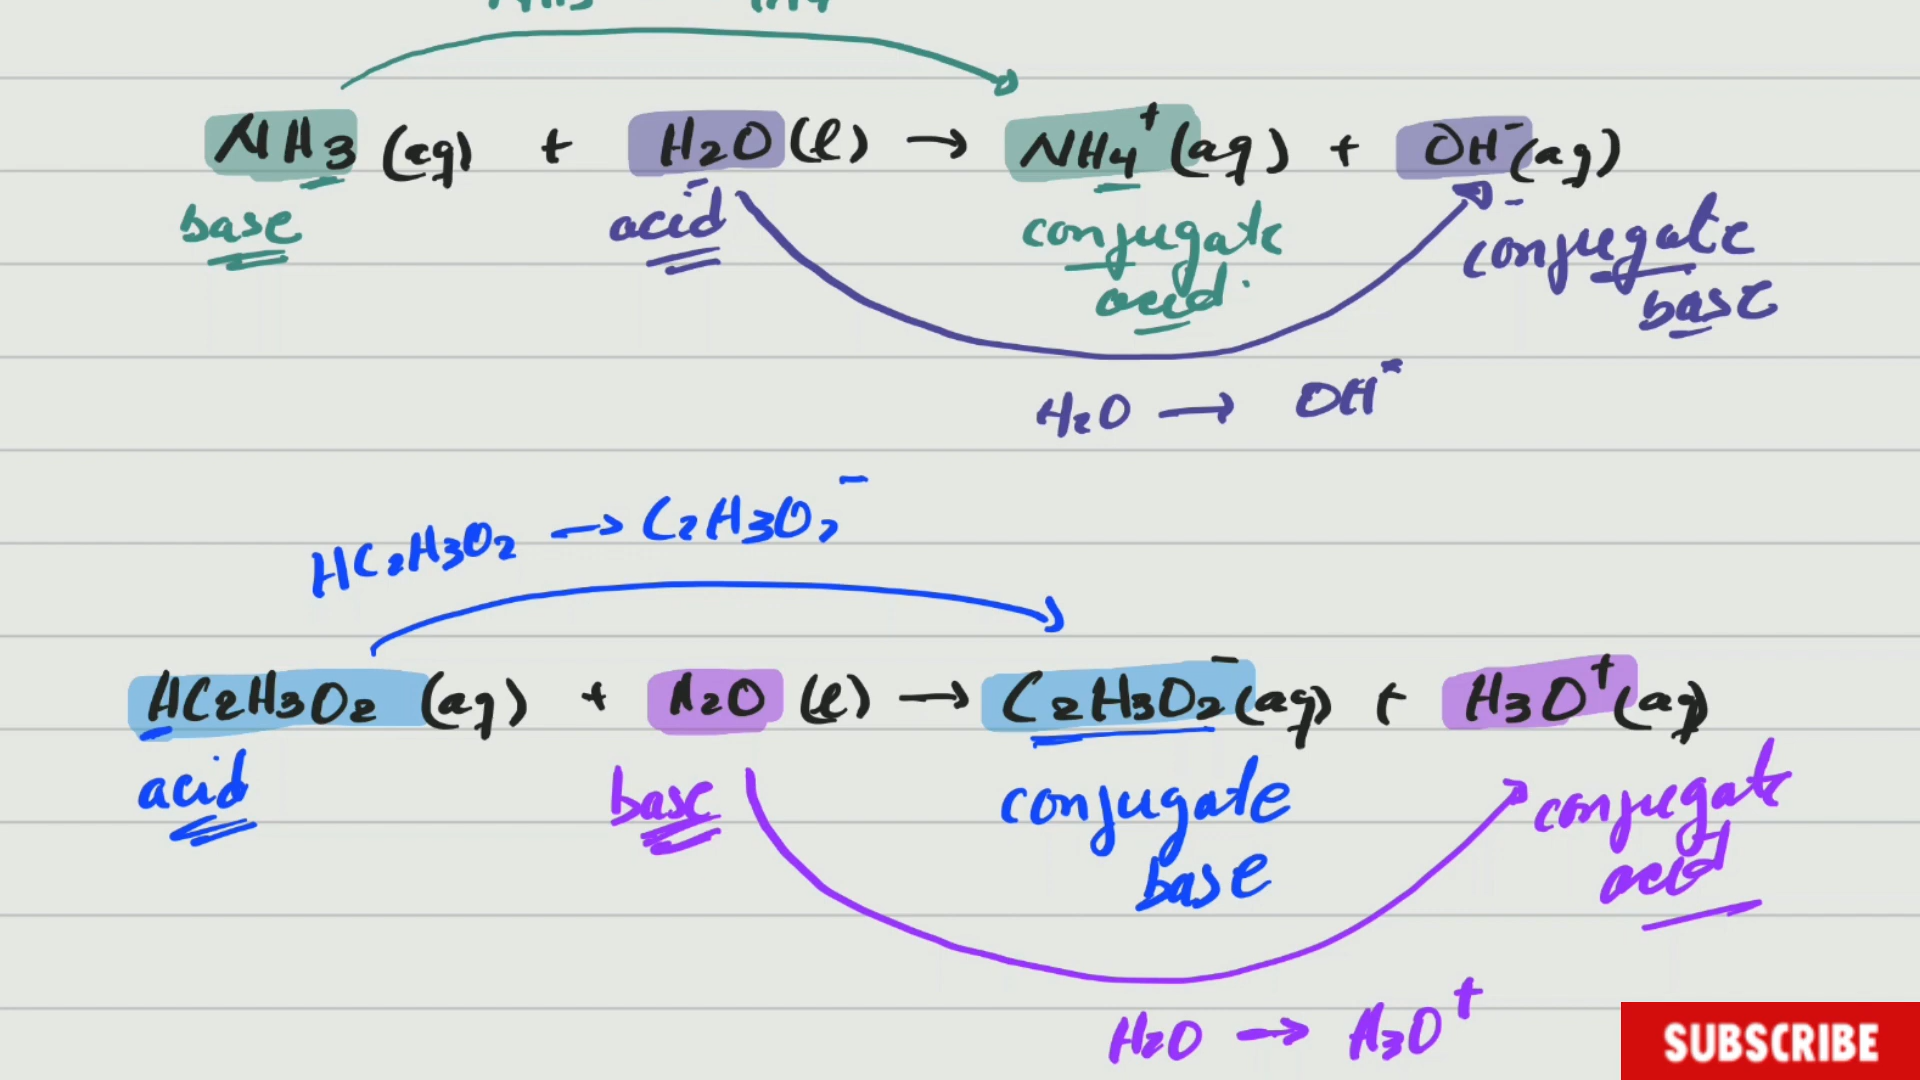 NH3 (aq) + H2O (l) → NH4+ (aq) + OH- (aq)
base acid conjugate acid. conjugate base
H2O → OH-
HC2H3O2 → C2H3O2-
HC2H3O2 (aq) + H2O (l) → C2H3O2- (aq) + H3O+ (aq)
acid base conjugate base conjugate acid
H2O → H3O+
SUBSCRIBE